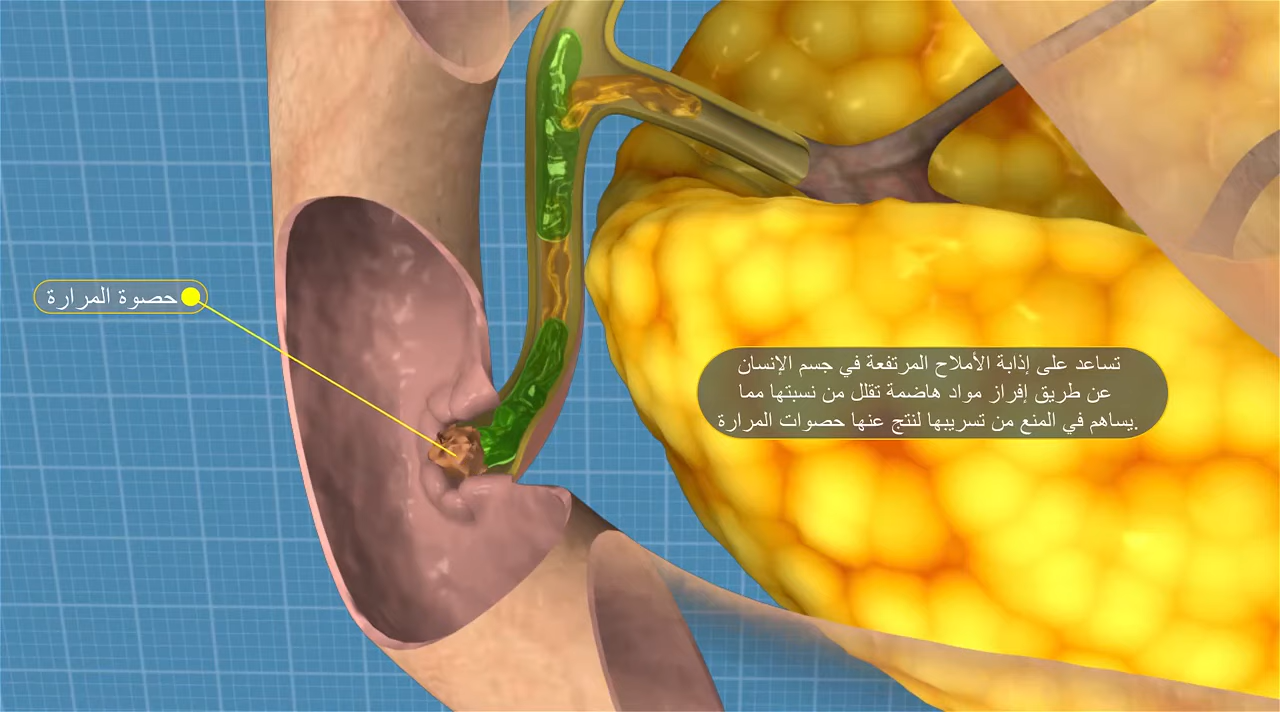 حصوة المرارة
تساعد على إذابة الأملاح المرتفعة في جسم الإنسان
عن طريق إفراز مواد هاضمة تقلل من نسبتها مما
يساهم في المنع من تسريبها لنتج عنها حصوات المرارة.